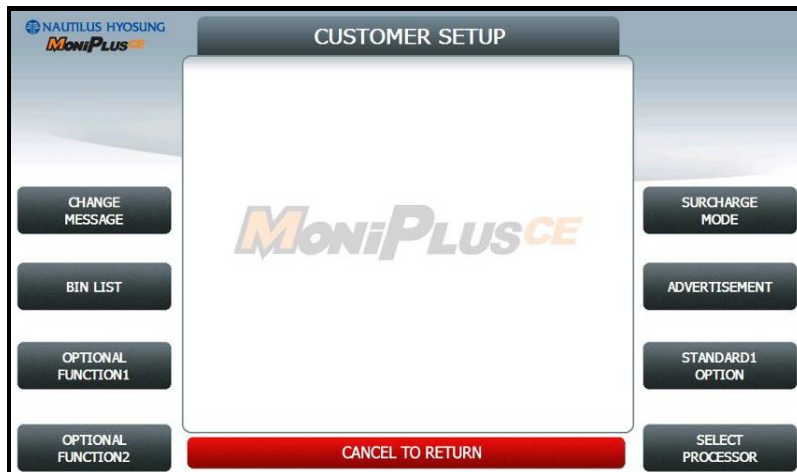 NAUTILUS HYOSUNG
MoniPlusCE
CUSTOMER SETUP
CHANGE
MESSAGE
SURCHARGE
MODE
MoniPlusCE
BIN LIST
ADVERTISEMENT
OPTIONAL
FUNCTION1
STANDARD1
OPTION
OPTIONAL
FUNCTION2
CANCEL TO RETURN
SELECT
PROCESSOR